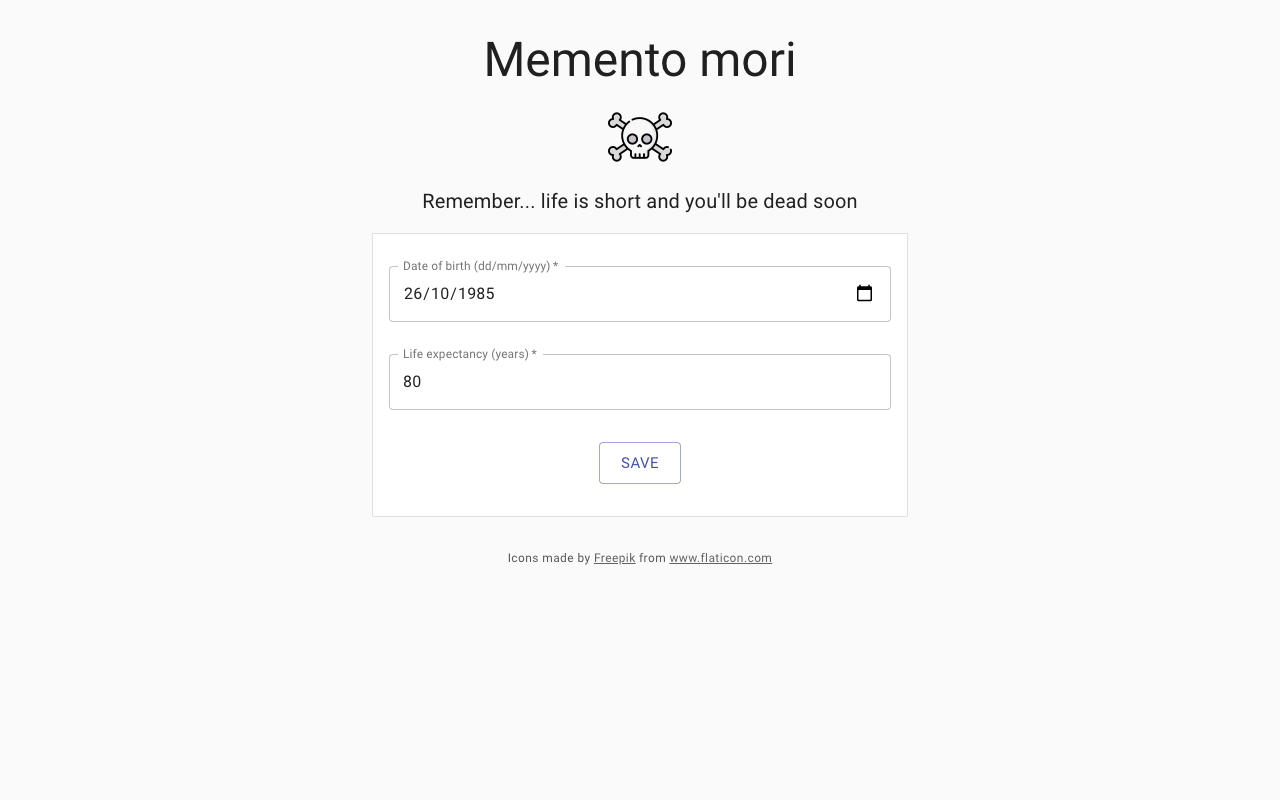 Memento mori
Remember... life is short and you'll be dead soon
Date of birth (dd/mm/yyyy) *
26/10/1985
Life expectancy (years) *
80
SAVE
Icons made by Freepik from www.flaticon.com